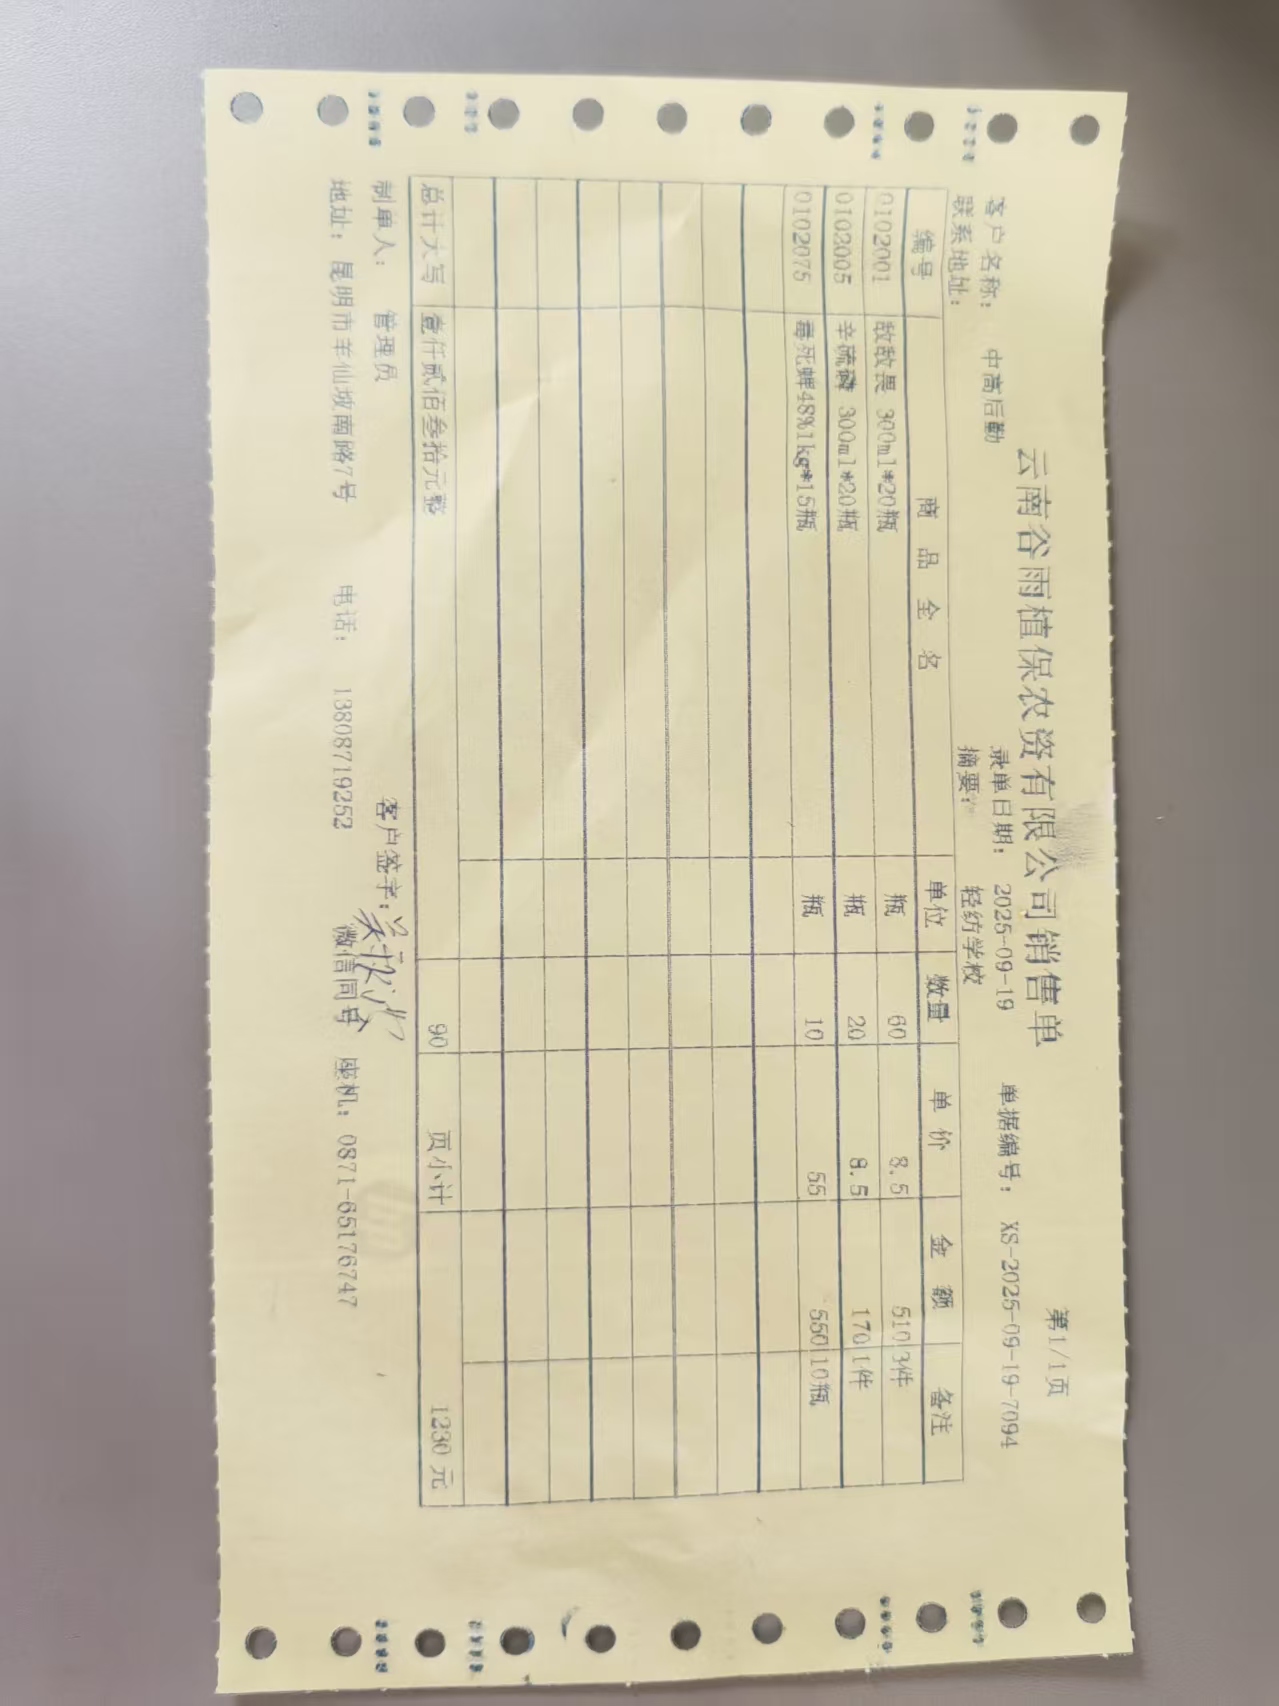 云南谷雨植保农资有限公司销售单
第1/1页
客户名称： 中高后勤 录单日期： 2025-09-19 单据编号： XS-2025-09-19-7094
联系地址： 摘要： 轻纺学校
编号 商品全名 单位 数量 单价 金额 备注
0102001 敌敌畏 300ml*20瓶 瓶 60 8.5 510 3件
0102005 辛硫磷 300ml*20瓶 瓶 20 8.5 170 1件
0102075 毒死蜱48%1kg*15瓶 瓶 10 55 550 10瓶
总计大写 壹仟贰佰叁拾元整 90 页小计 1230 元
制单人： 管理员 客户签字：
地址： 昆明市羊仙坡南路7号 电话： 13808719252 微信同号 座机： 0871-65176747